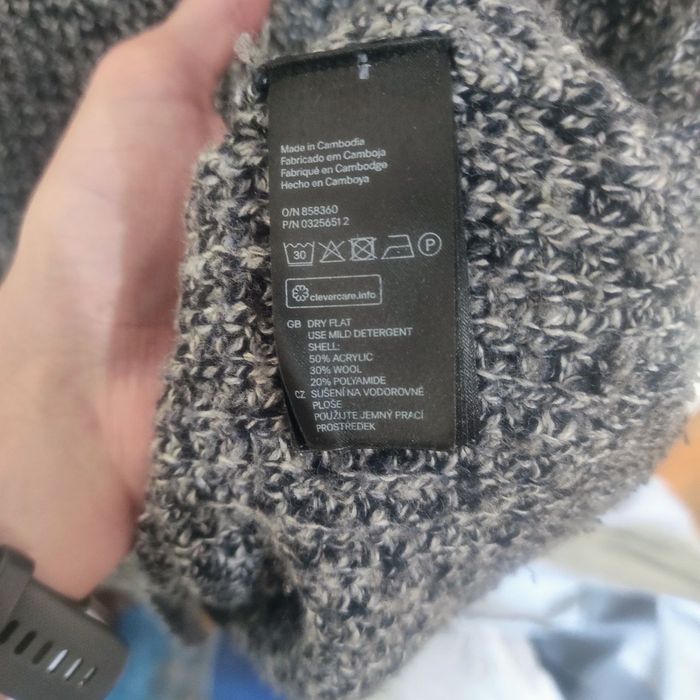 Made in Cambodia
Fabricado em Camboja
Fabriqué en Cambodge
Hecho en Camboya
O/N 858360
P/N 0325651 2
30
P
clevercare.info
GB DRY FLAT
USE MILD DETERGENT
SHELL:
50% ACRYLIC
30% WOOL
20% POLYAMIDE
CZ SUŠENÍ NA VODOROVNÉ
PLOŠE
POUŽIJTE JEMNÝ PRACÍ
PROSTŘEDEK